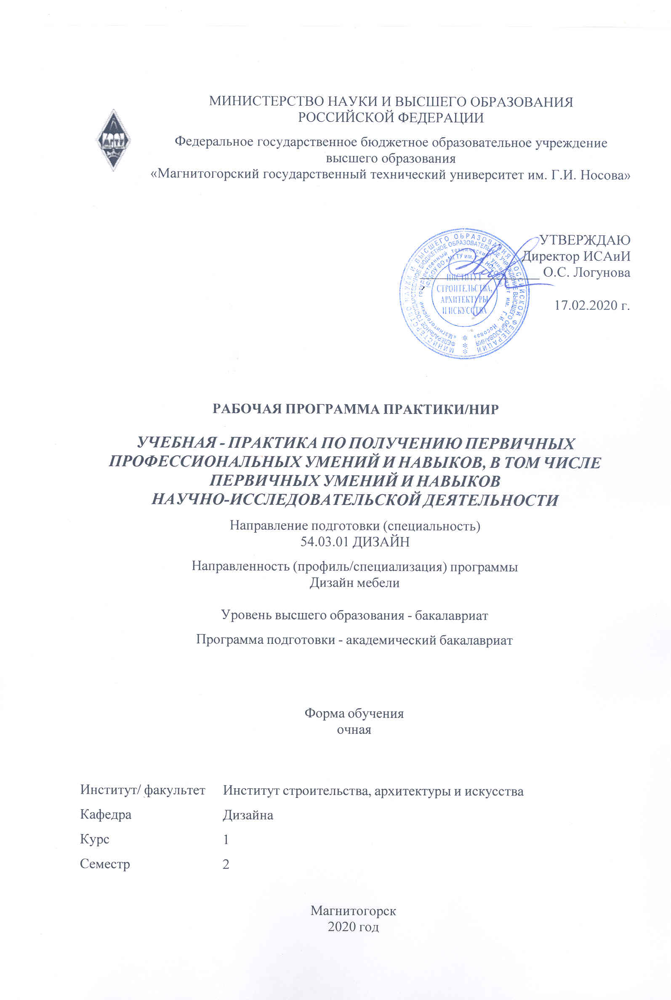 МИНИСТЕРСТВО НАУКИ И ВЫСШЕГО ОБРАЗОВАНИЯ
РОССИЙСКОЙ ФЕДЕРАЦИИ
Федеральное государственное бюджетное образовательное учреждение
высшего образования
«Магнитогорский государственный технический университет им. Г.И. Носова»
УТВЕРЖДАЮ
Директор ИСАиИ
О.С. Логунова
17.02.2020 г.
МИНИСТЕРСТВО НАУКИ И ВЫСШЕГО ОБРАЗОВАНИЯ РОССИЙСКОЙ ФЕДЕРАЦИИ
ФЕДЕРАЛЬНОЕ ГОСУДАРСТВЕННОЕ БЮДЖЕТНОЕ ОБРАЗОВАТЕЛЬНОЕ УЧРЕЖДЕНИЕ ВЫСШЕГО ОБРАЗОВАНИЯ
«Магнитогорский государственный технический университет им. Г.И. Носова»
(ФГБОУ ВО «МГТУ им. Г.И. НОСОВА»)
ИНСТИТУТ
СТРОИТЕЛЬСТВА,
АРХИТЕКТУРЫ
И ИСКУССТВА
РАБОЧАЯ ПРОГРАММА ПРАКТИКИ/НИР
УЧЕБНАЯ - ПРАКТИКА ПО ПОЛУЧЕНИЮ ПЕРВИЧНЫХ
ПРОФЕССИОНАЛЬНЫХ УМЕНИЙ И НАВЫКОВ, В ТОМ ЧИСЛЕ
ПЕРВИЧНЫХ УМЕНИЙ И НАВЫКОВ
НАУЧНО-ИССЛЕДОВАТЕЛЬСКОЙ ДЕЯТЕЛЬНОСТИ
Направление подготовки (специальность)
54.03.01 ДИЗАЙН
Направленность (профиль/специализация) программы
Дизайн мебели
Уровень высшего образования - бакалавриат
Программа подготовки - академический бакалавриат
Форма обучения
очная
Институт/ факультет Институт строительства, архитектуры и искусства
Кафедра Дизайна
Курс 1
Семестр 2
Магнитогорск
2020 год